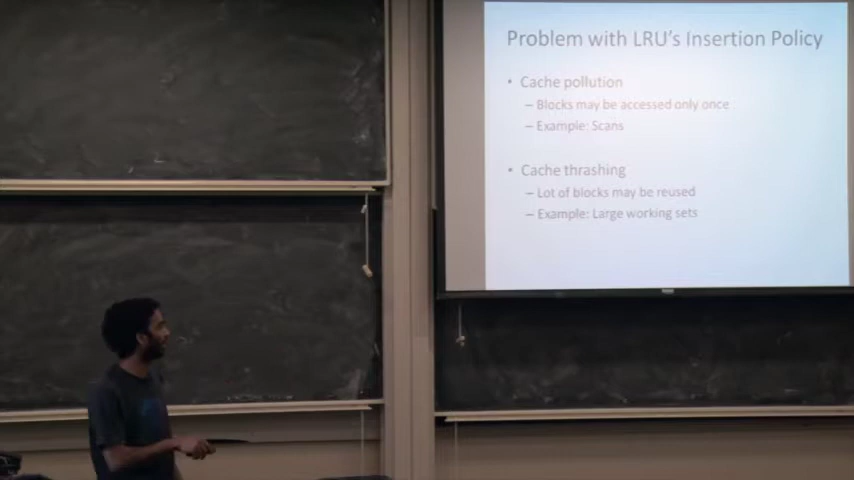 Problem with LRU's Insertion Policy
• Cache pollution
– Blocks may be accessed only once
– Example: Scans
• Cache thrashing
– Lot of blocks may be reused
– Example: Large working sets